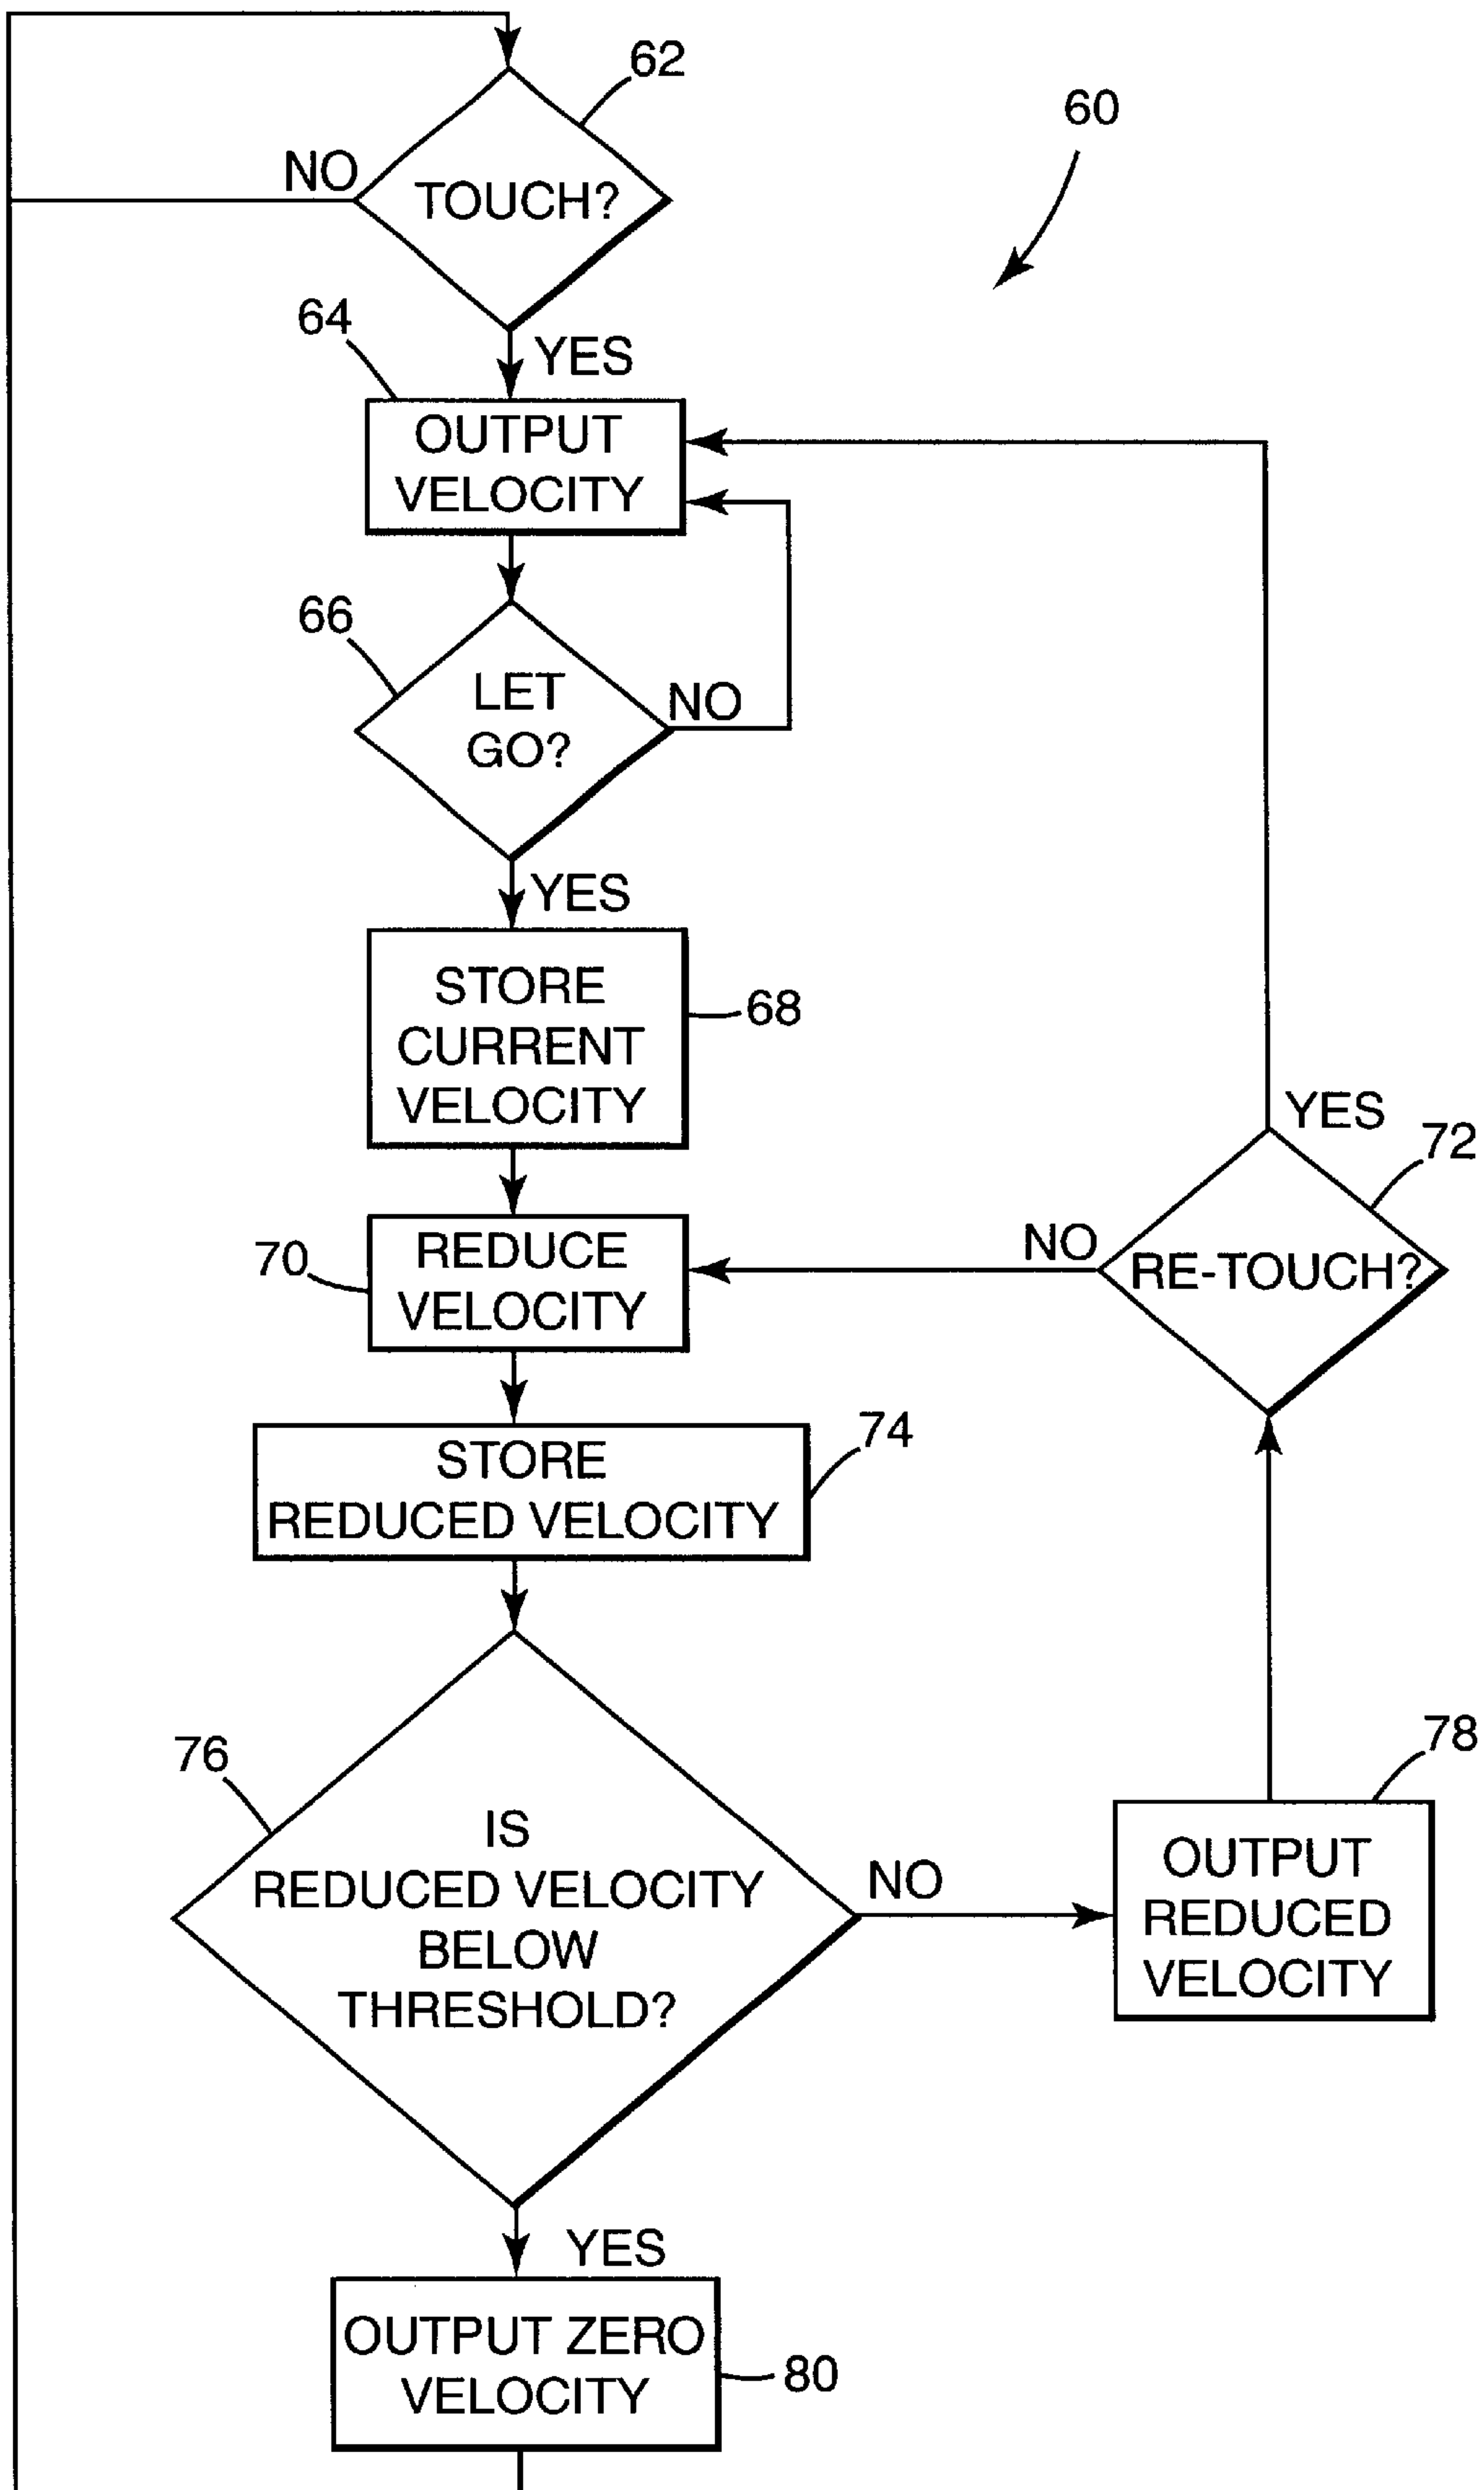 62
60
NO
TOUCH?
64
YES
OUTPUT
VELOCITY
66
LET
GO?
NO
YES
STORE
CURRENT
VELOCITY
68
YES
72
70
REDUCE
VELOCITY
NO
RE-TOUCH?
74
STORE
REDUCED VELOCITY
76
78
IS
REDUCED VELOCITY
BELOW
THRESHOLD?
NO
OUTPUT
REDUCED
VELOCITY
YES
OUTPUT ZERO
VELOCITY
80